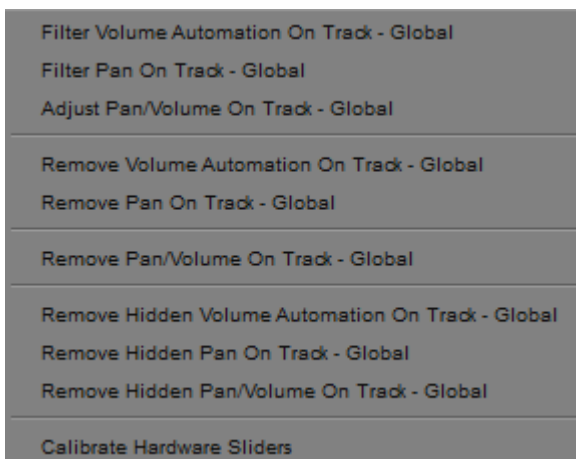 Filter Volume Automation On Track - Global
Filter Pan On Track - Global
Adjust Pan/Volume On Track - Global
Remove Volume Automation On Track - Global
Remove Pan On Track - Global
Remove Pan/Volume On Track - Global
Remove Hidden Volume Automation On Track - Global
Remove Hidden Pan On Track - Global
Remove Hidden Pan/Volume On Track - Global
Calibrate Hardware Sliders